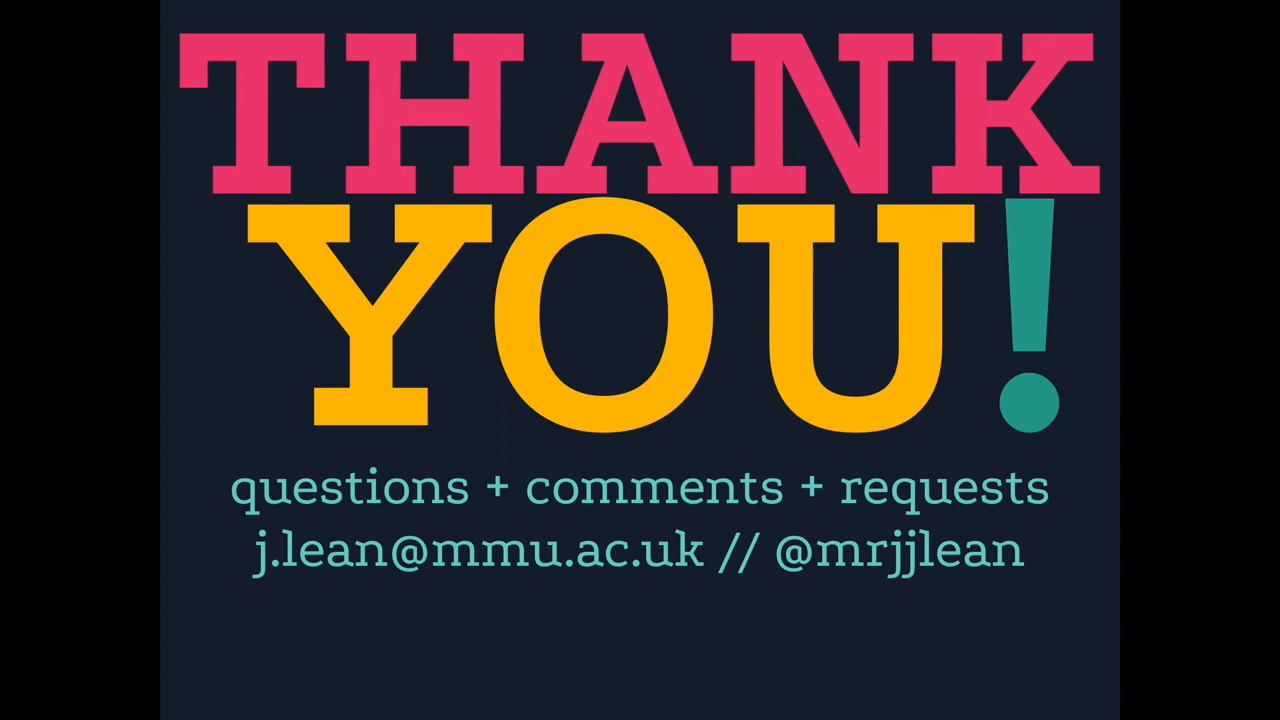 THANK
YOU!
questions + comments + requests
j.lean@mmu.ac.uk // @mrjjlean